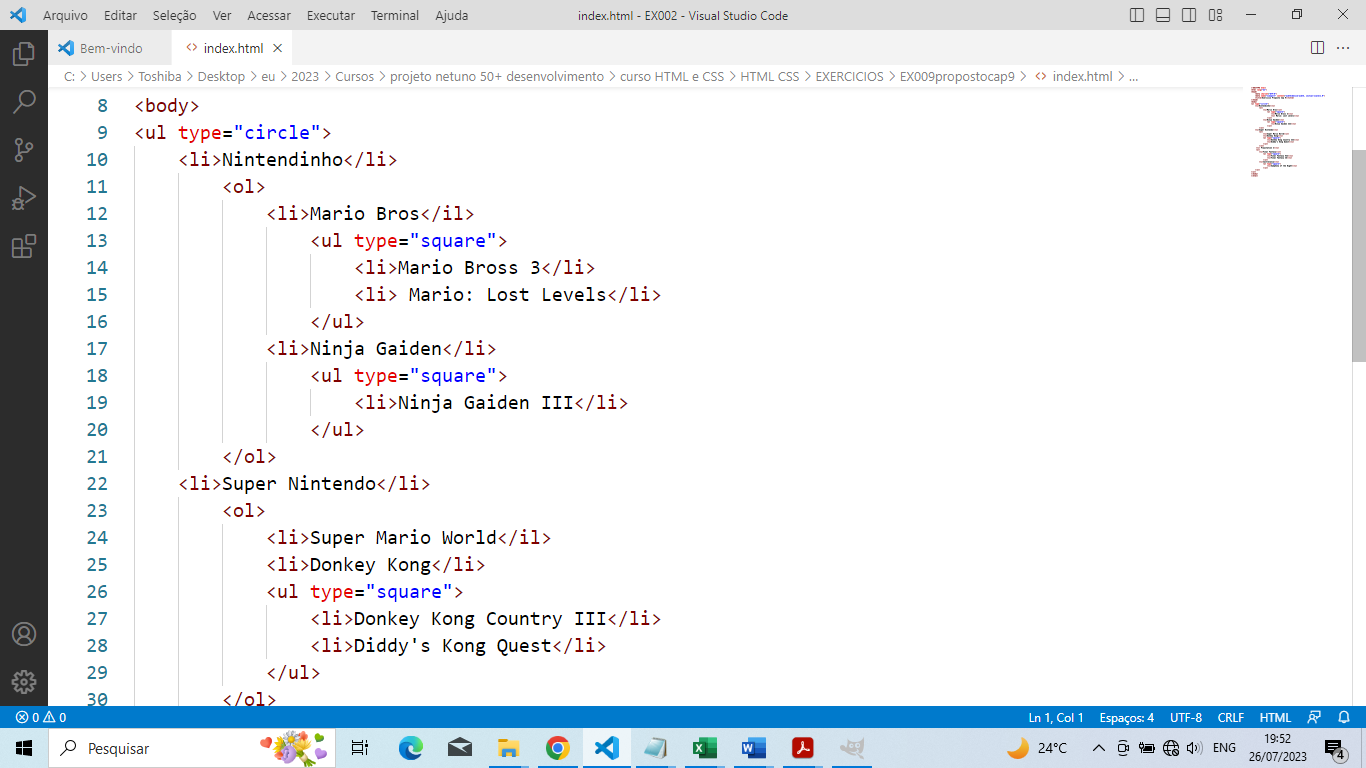 Arquivo Editar Seleção Ver Acessar Executar Terminal Ajuda index.html - EX002 - Visual Studio Code
Bem-vindo <> index.html
C: > Users > Toshiba > Desktop > eu > 2023 > Cursos > projeto netuno 50+ desenvolvimento > curso HTML e CSS > HTML CSS > EXERCICIOS > EX009propostocap9 > <> index.html > ...
8 <body>
9 <ul type="circle">
10 <li>Nintendinho</li>
11 <ol>
12 <li>Mario Bros</il>
13 <ul type="square">
14 <li>Mario Bross 3</li>
15 <li> Mario: Lost Levels</li>
16 </ul>
17 <li>Ninja Gaiden</li>
18 <ul type="square">
19 <li>Ninja Gaiden III</li>
20 </ul>
21 </ol>
22 <li>Super Nintendo</li>
23 <ol>
24 <li>Super Mario World</il>
25 <li>Donkey Kong</li>
26 <ul type="square">
27 <li>Donkey Kong Country III</li>
28 <li>Diddy's Kong Quest</li>
29 </ul>
30 </ol>
0 0 Ln 1, Col 1 Espaços: 4 UTF-8 CRLF HTML
Pesquisar 24°C ENG 19:52
26/07/2023 4